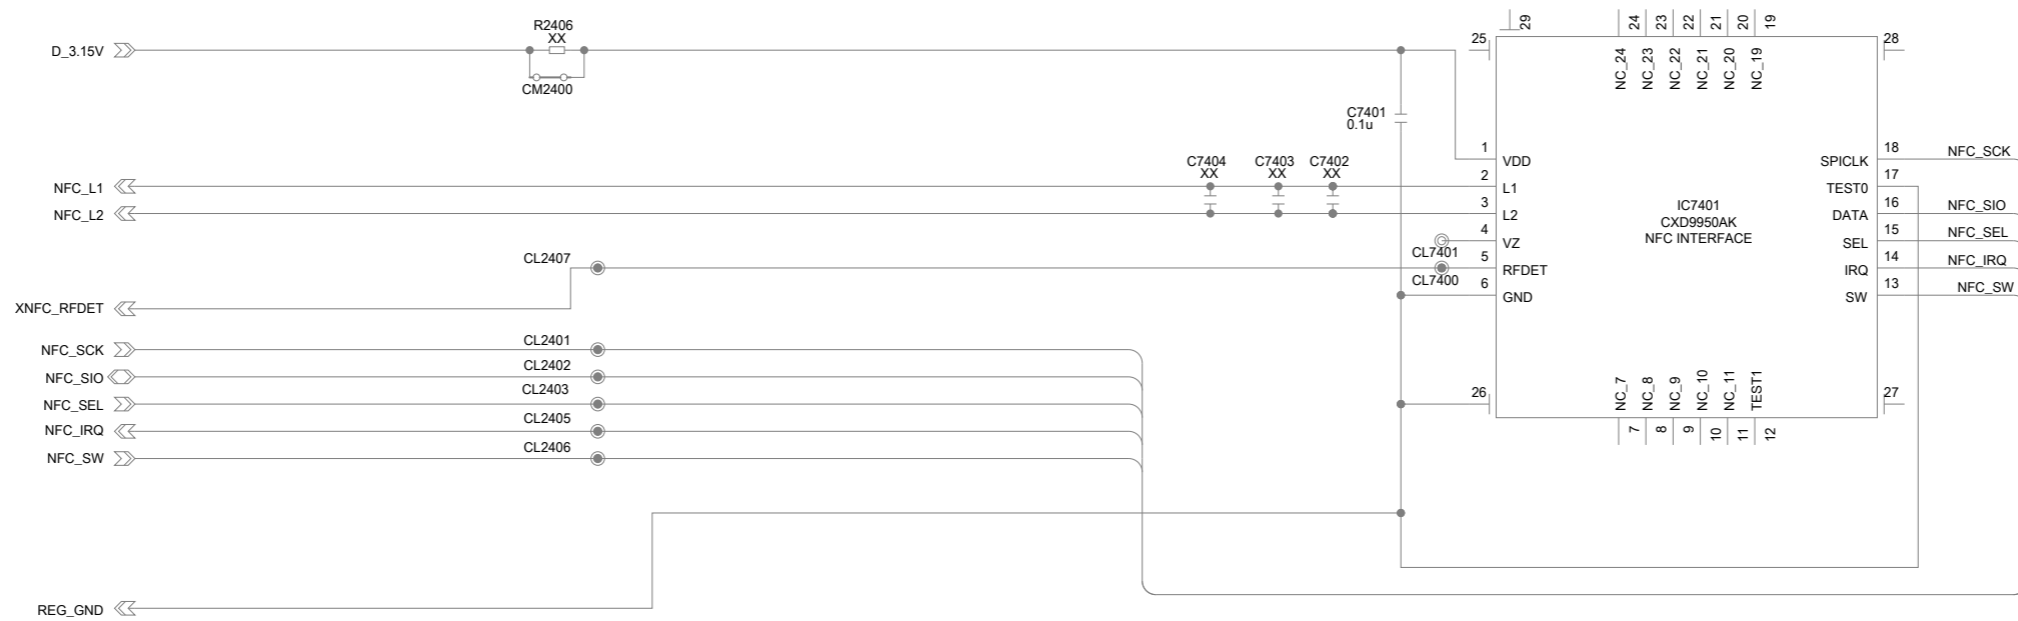 R2406
XX
D_3.15V
CM2400
29
24
23
22
21
20
19
25
28
NC_24
NC_23
NC_22
NC_21
NC_20
NC_19
C7401
0.1u
1
VDD
SPICLK
18
NFC_SCK
C7404
XX
C7403
XX
C7402
XX
NFC_L1
2
L1
TEST0
17
NFC_L2
3
L2
IC7401
CXD9950AK
NFC INTERFACE
DATA
16
NFC_SIO
4
VZ
CL7401
SEL
15
NFC_SEL
CL2407
5
RFDET
CL7400
IRQ
14
NFC_IRQ
6
GND
SW
13
NFC_SW
XNFC_RFDET
NFC_SCK
CL2401
NFC_SIO
CL2402
NFC_SEL
CL2403
NFC_IRQ
CL2405
NFC_SW
CL2406
26
27
NC_7
NC_8
NC_9
NC_10
NC_11
TEST1
7
8
9
10
11
12
REG_GND